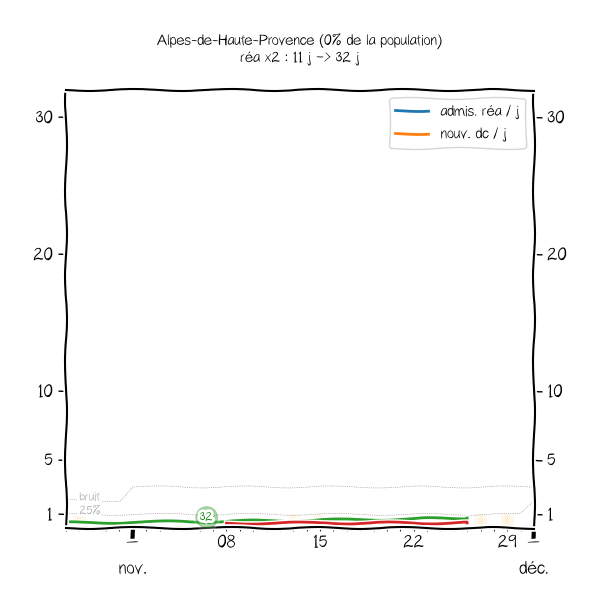 Alpes-de-Haute-Provence (0% de la population)
réa x2 : 11 j -> 32 j
admis. réa / j
nouv. dc / j
30
30
20
20
10
10
5
5
bruit
25%
32
1
1
08
15
22
29
nov.
déc.